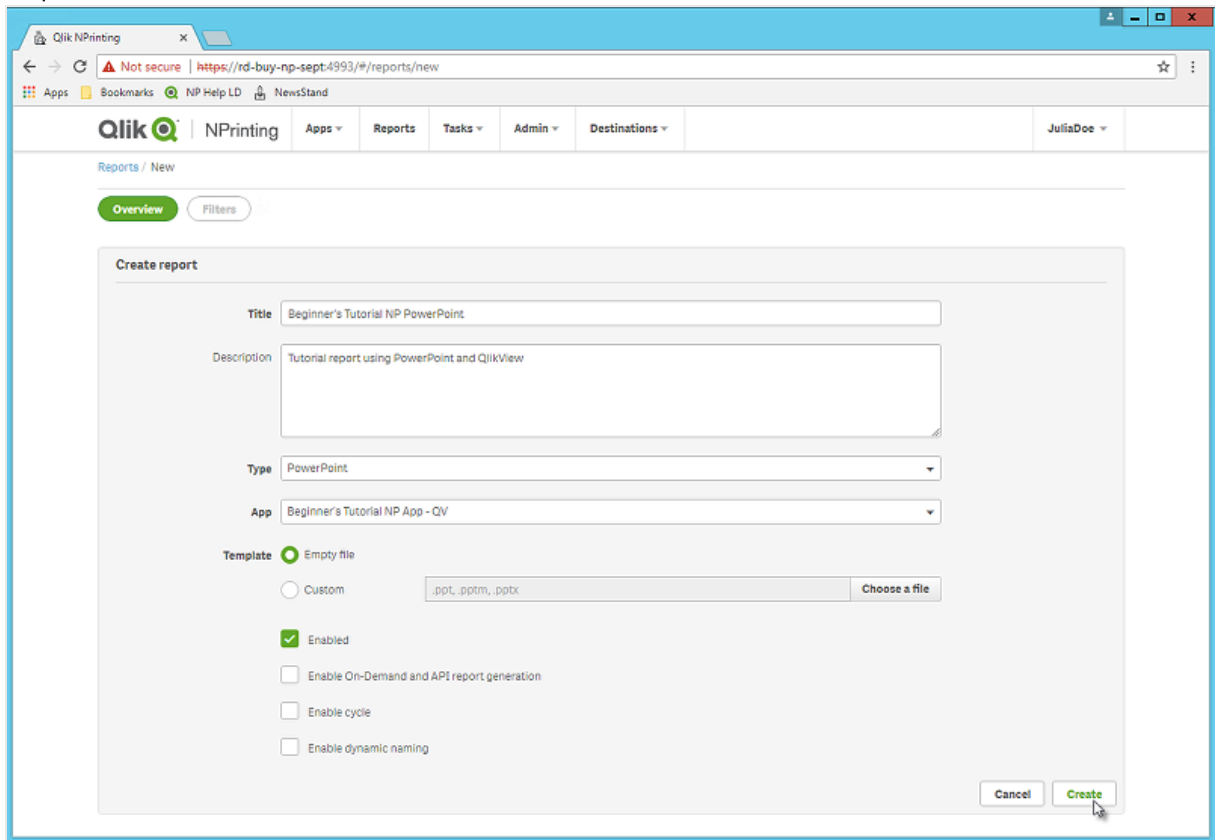 Qlik NPrinting
Not secure | https://rd-buy-np-sept:4993/#/reports/new
Apps Bookmarks NP Help LD NewsStand
Qlik NPrinting Apps Reports Tasks Admin Destinations JuliaDoe
Reports / New
Overview Filters
Create report
Title Beginner's Tutorial NP PowerPoint
Description Tutorial report using PowerPoint and QlikView
Type PowerPoint
App Beginner's Tutorial NP App - QV
Template Empty file
Custom .ppt, .pptm, .pptx Choose a file
Enabled
Enable On-Demand and API report generation
Enable cycle
Enable dynamic naming
Cancel Create